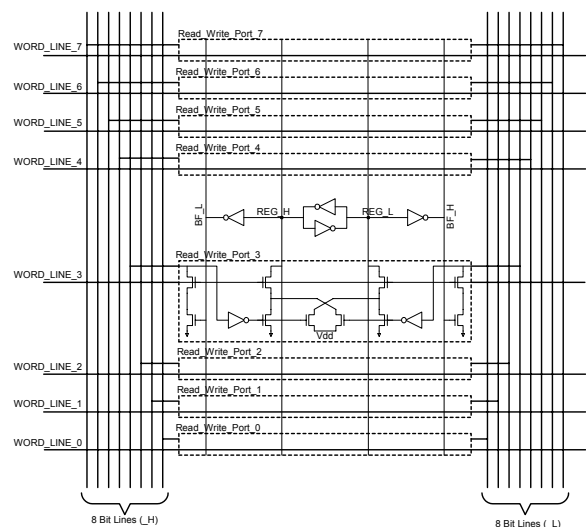 Read_Write_Port_7
WORD_LINE_7
Read_Write_Port_6
WORD_LINE_6
Read_Write_Port_5
WORD_LINE_5
Read_Write_Port_4
WORD_LINE_4
BF_L
REG_H
REG_L
BF_H
Read_Write_Port_3
WORD_LINE_3
Vdd
Read_Write_Port_2
WORD_LINE_2
Read_Write_Port_1
WORD_LINE_1
Read_Write_Port_0
WORD_LINE_0
8 Bit Lines (_H)
8 Bit Lines (_L)